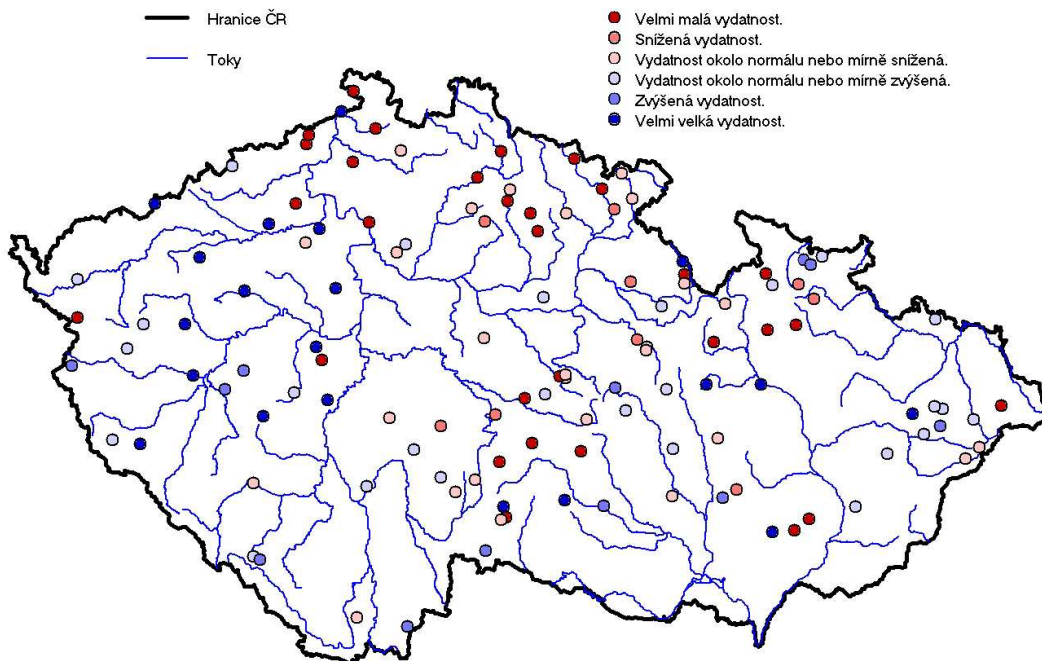 Hranice ČR
Toky
Velmi malá vydatnost.
Snížená vydatnost.
Vydatnost okolo normálu nebo mírně snížená.
Vydatnost okolo normálu nebo mírně zvýšená.
Zvýšená vydatnost.
Velmi velká vydatnost.